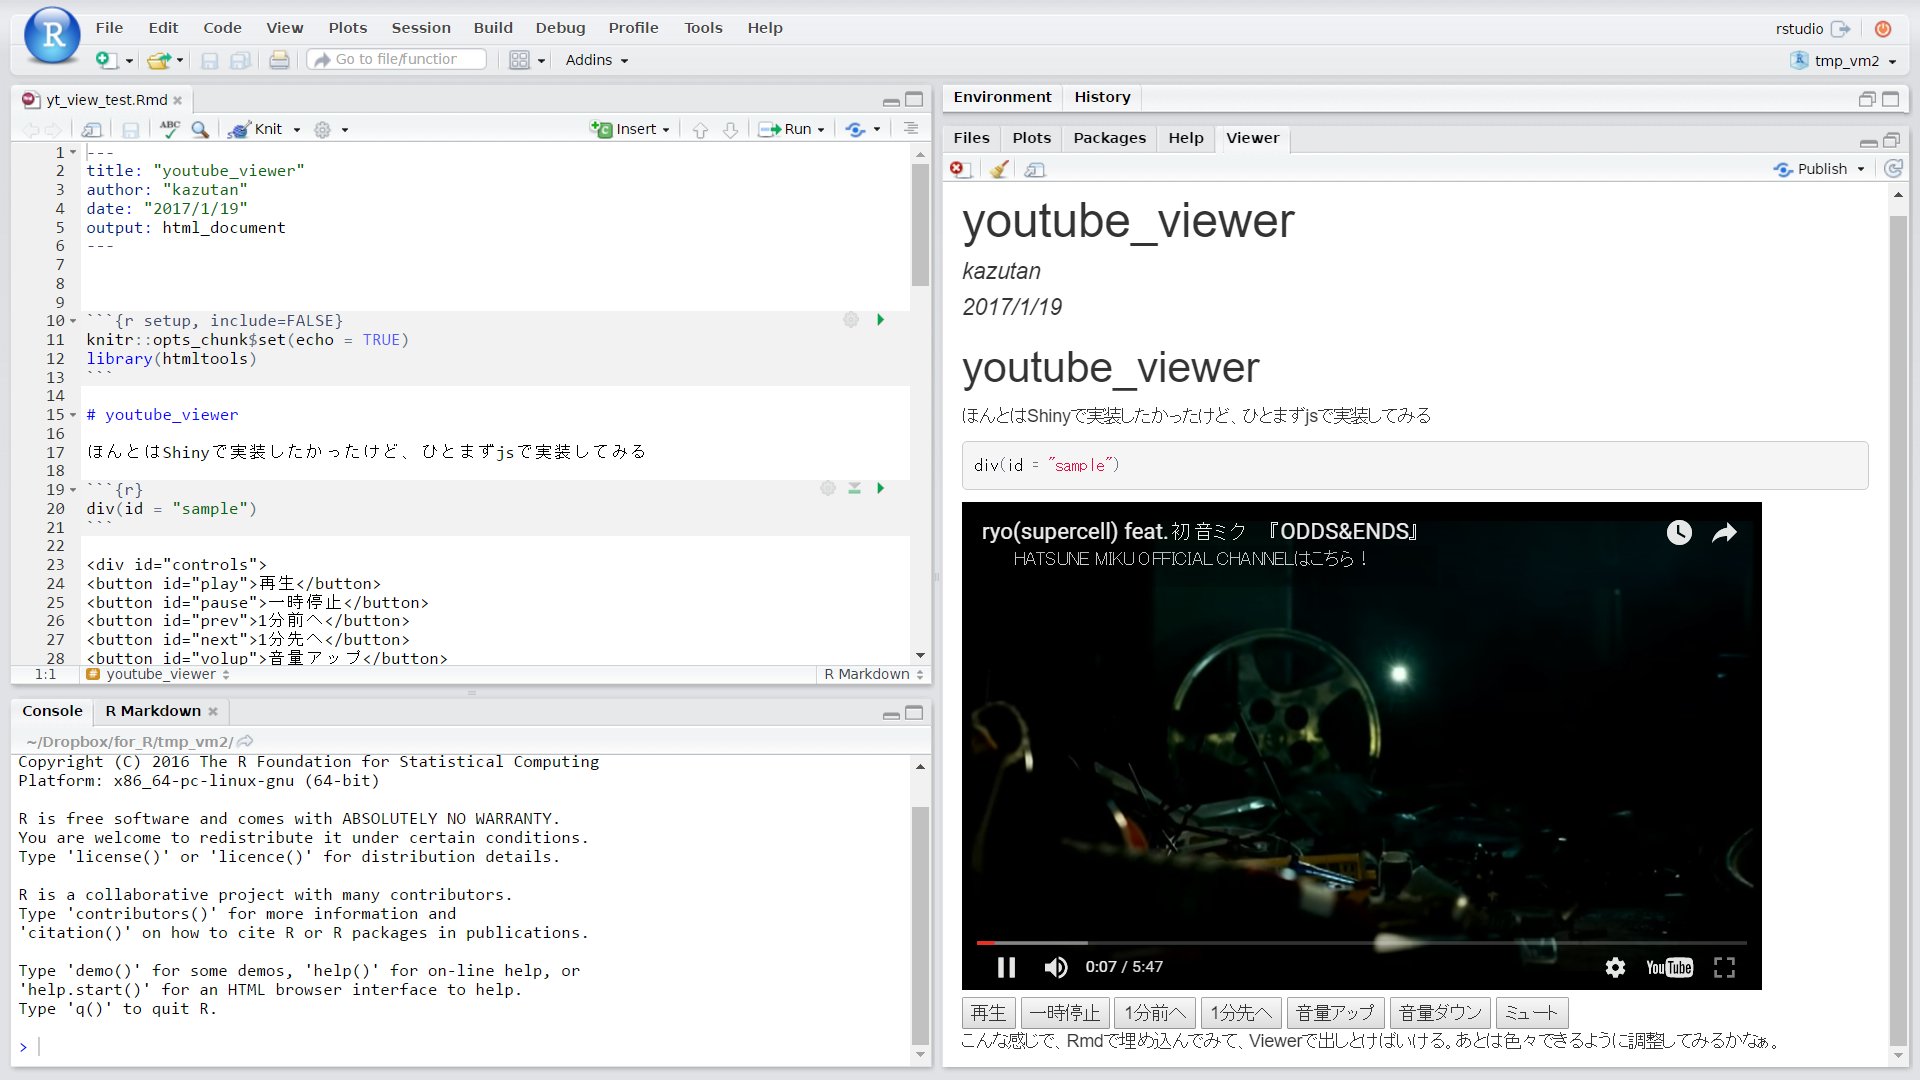 File Edit Code View Plots Session Build Debug Profile Tools Help
rstudio
Go to file/function
Addins
tmp_vm2
yt_view_test.Rmd
ABC
Knit
Insert
Run
1 ---
2 title: "youtube_viewer"
3 author: "kazutan"
4 date: "2017/1/19"
5 output: html_document
6 ---
7
8
9
10 ```{r setup, include=FALSE}
11 knitr::opts_chunk$set(echo = TRUE)
12 library(htmltools)
13 ```
14
15 # youtube_viewer
16
17 ほんとはShinyで実装したかったけど、ひとまずjsで実装してみる
18
19 ```{r}
20 div(id = "sample")
21 ```
22
23 <div id="controls">
24 <button id="play">再生</button>
25 <button id="pause">一時停止</button>
26 <button id="prev">1分前へ</button>
27 <button id="next">1分先へ</button>
28 <button id="volup">音量アップ</button>
1:1 youtube_viewer R Markdown
Console R Markdown
~/Dropbox/for_R/tmp_vm2/
Copyright (C) 2016 The R Foundation for Statistical Computing
Platform: x86_64-pc-linux-gnu (64-bit)
R is free software and comes with ABSOLUTELY NO WARRANTY.
You are welcome to redistribute it under certain conditions.
Type 'license()' or 'licence()' for distribution details.
R is a collaborative project with many contributors.
Type 'contributors()' for more information and
'citation()' on how to cite R or R packages in publications.
Type 'demo()' for some demos, 'help()' for on-line help, or
'help.start()' for an HTML browser interface to help.
Type 'q()' to quit R.
>
Environment History
Files Plots Packages Help Viewer
Publish
youtube_viewer
kazutan
2017/1/19
youtube_viewer
ほんとはShinyで実装したかったけど、ひとまずjsで実装してみる
div(id = "sample")
ryo(supercell) feat.初音ミク 『ODDS&ENDS』
HATSUNE MIKU OFFICIAL CHANNELはこちら！
0:07 / 5:47
YouTube
再生 一時停止 1分前へ 1分先へ 音量アップ 音量ダウン ミュート
こんな感じで、Rmdで埋め込んでみて、Viewerで出しとけばいける。あとは色々できるように調整してみるかなぁ。